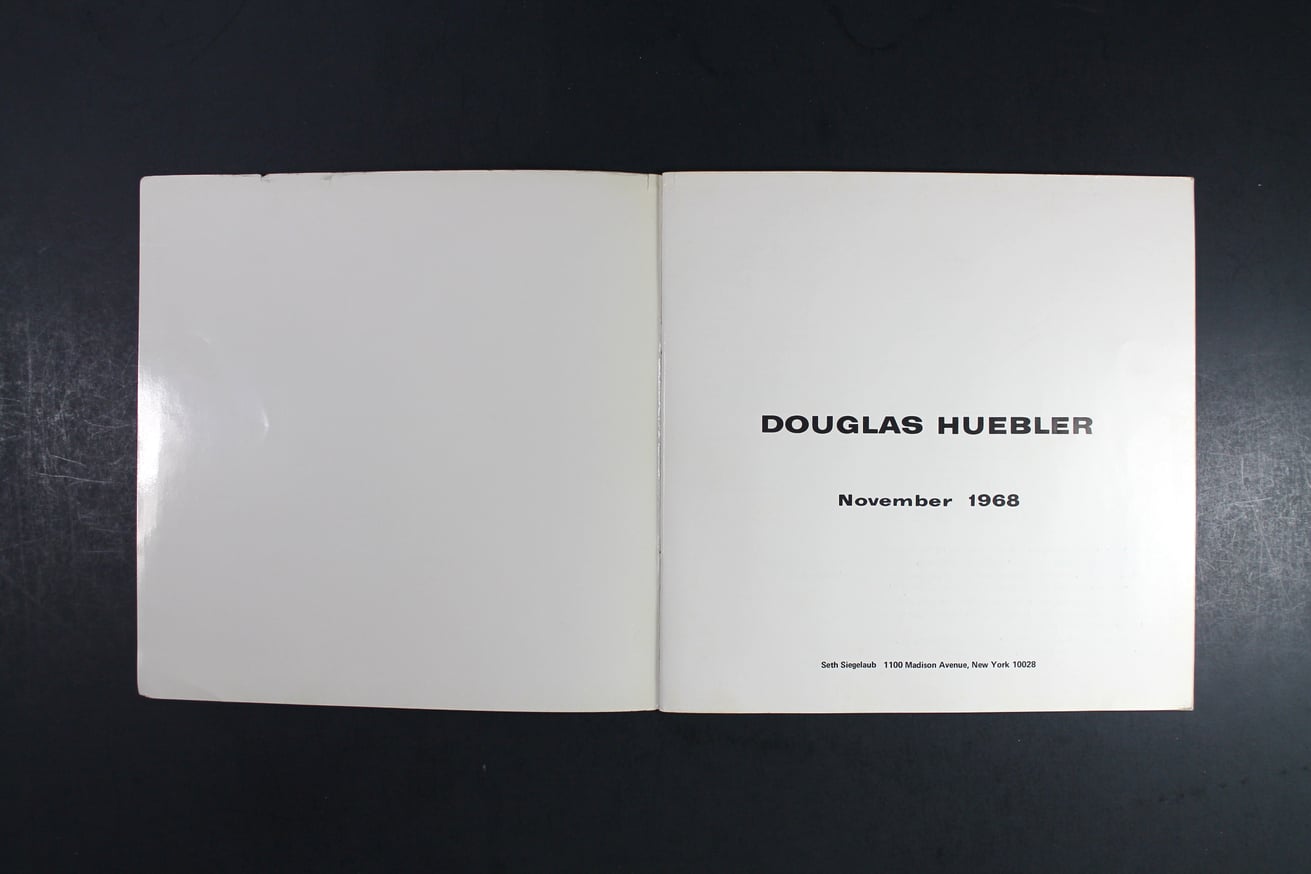 DOUGLAS HUEBLER
November 1968
Seth Siegelaub 1100 Madison Avenue, New York 10028